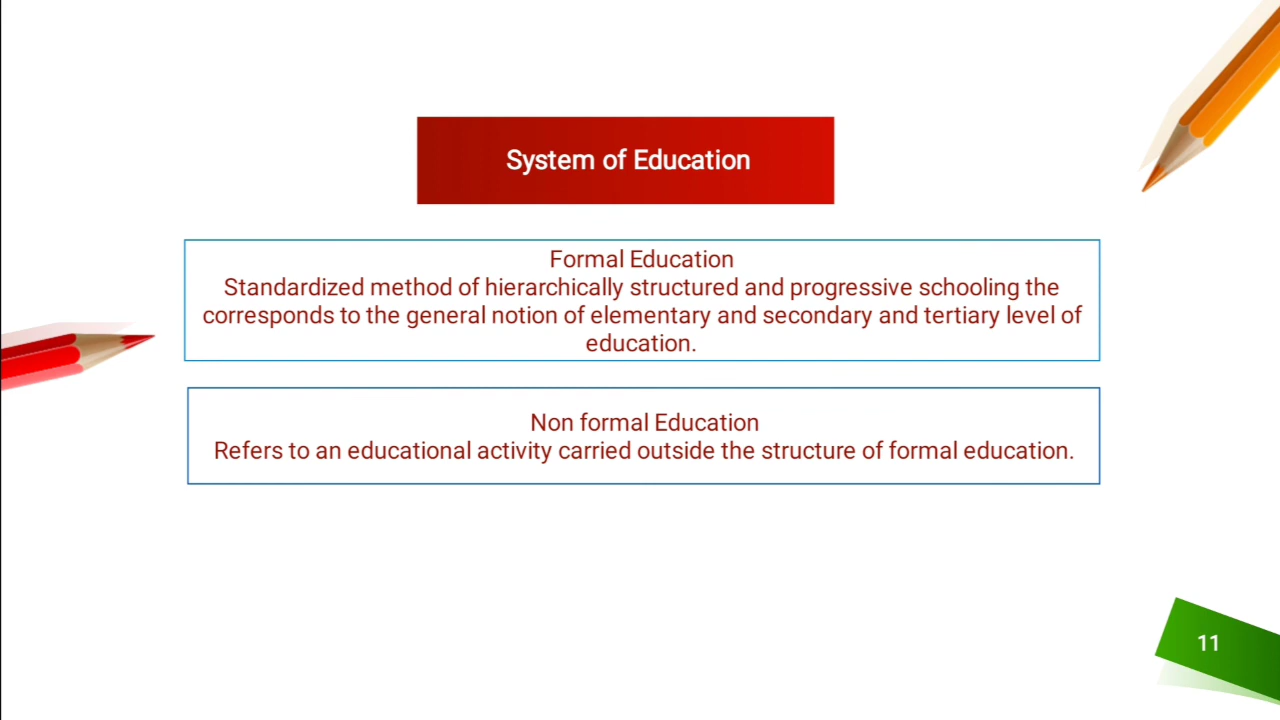 System of Education
Formal Education
Standardized method of hierarchically structured and progressive schooling the
corresponds to the general notion of elementary and secondary and tertiary level of
education.
Non formal Education
Refers to an educational activity carried outside the structure of formal education.
11